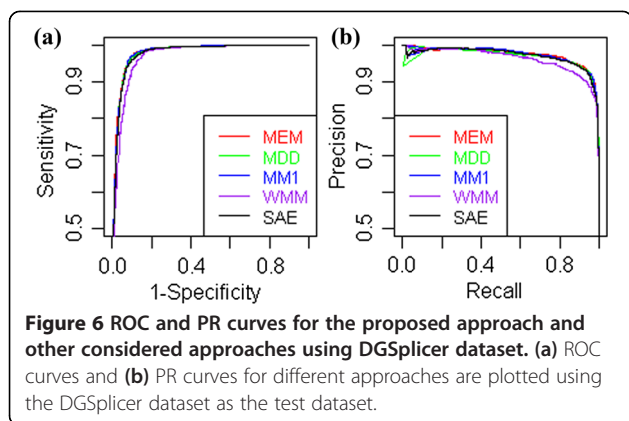 (a)
Sensitivity
0.5
0.7
0.9
MEM
MDD
MM1
WMM
SAE
0.0
0.4
0.8
1-Specificity
(b)
Precision
0.5
0.7
0.9
MEM
MDD
MM1
WMM
SAE
0.0
0.4
0.8
Recall
Figure 6 ROC and PR curves for the proposed approach and
other considered approaches using DGSplicer dataset. (a) ROC
curves and (b) PR curves for different approaches are plotted using
the DGSplicer dataset as the test dataset.